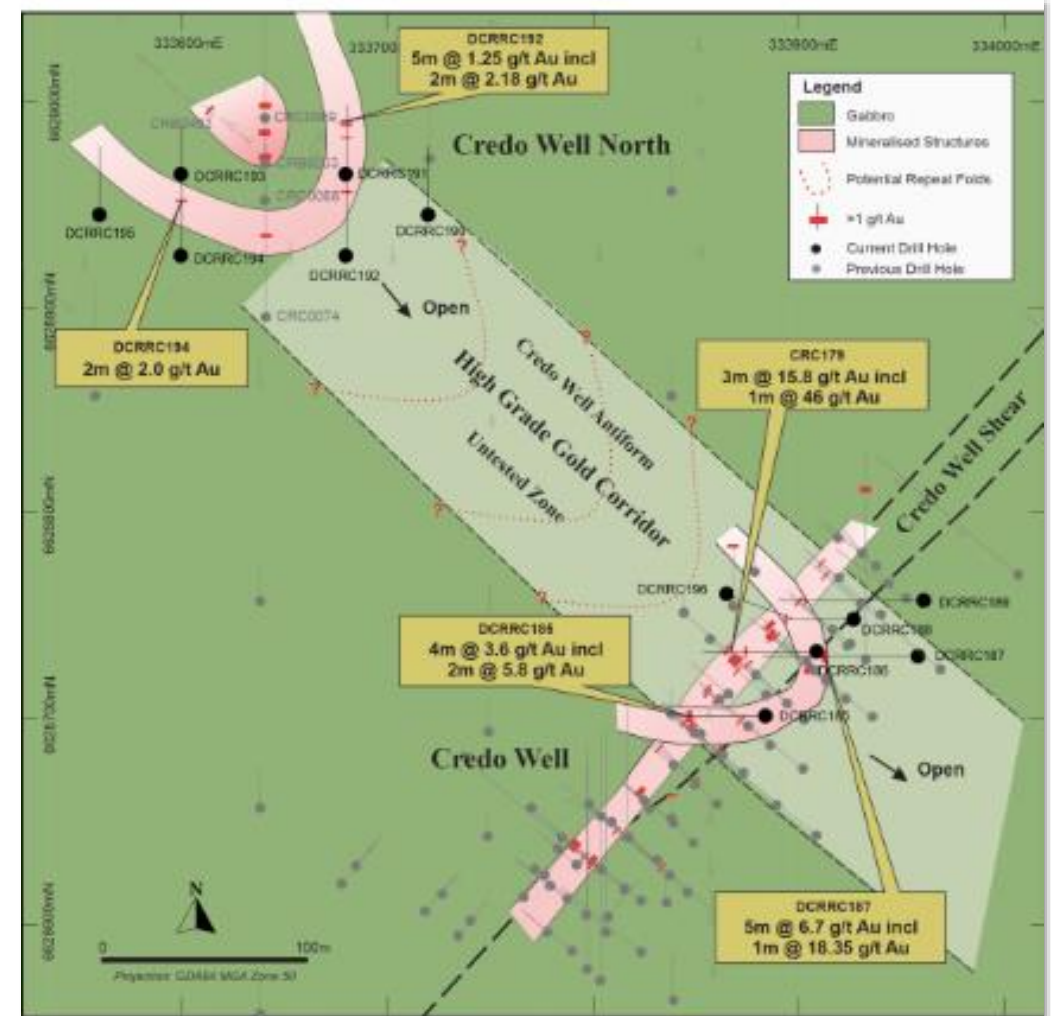 333600mE
333900mE
334000mE
DCRRC192
5m @ 1.25 g/t Au incl
2m @ 2.18 g/t Au
Legend
Gabbro
Mineralised Structures
Potential Repeat Folds
>1 g/t Au
Current Drill Hole
Previous Drill Hole
Credo Well North
DCRRC193
DCRRC191
CRC0066
DCRRC195
DCRRC190
DCRRC194
DCRRC192
CRC0074
Open
DCRRC194
2m @ 2.0 g/t Au
CRC179
3m @ 15.8 g/t Au incl
1m @ 46 g/t Au
Credo Well Antiform
High Grade Gold Corridor
Untested Zone
Credo Well Shear
?
?
?
?
?
?
DCRRC196
DCRRC188
DCRRC187
DCRRC186
DCRRC185
4m @ 3.6 g/t Au incl
2m @ 5.8 g/t Au
DCRRC185
Credo Well
Open
DCRRC187
5m @ 6.7 g/t Au incl
1m @ 18.35 g/t Au
N
0 100m
Projection: GDA94 MGA Zone 50